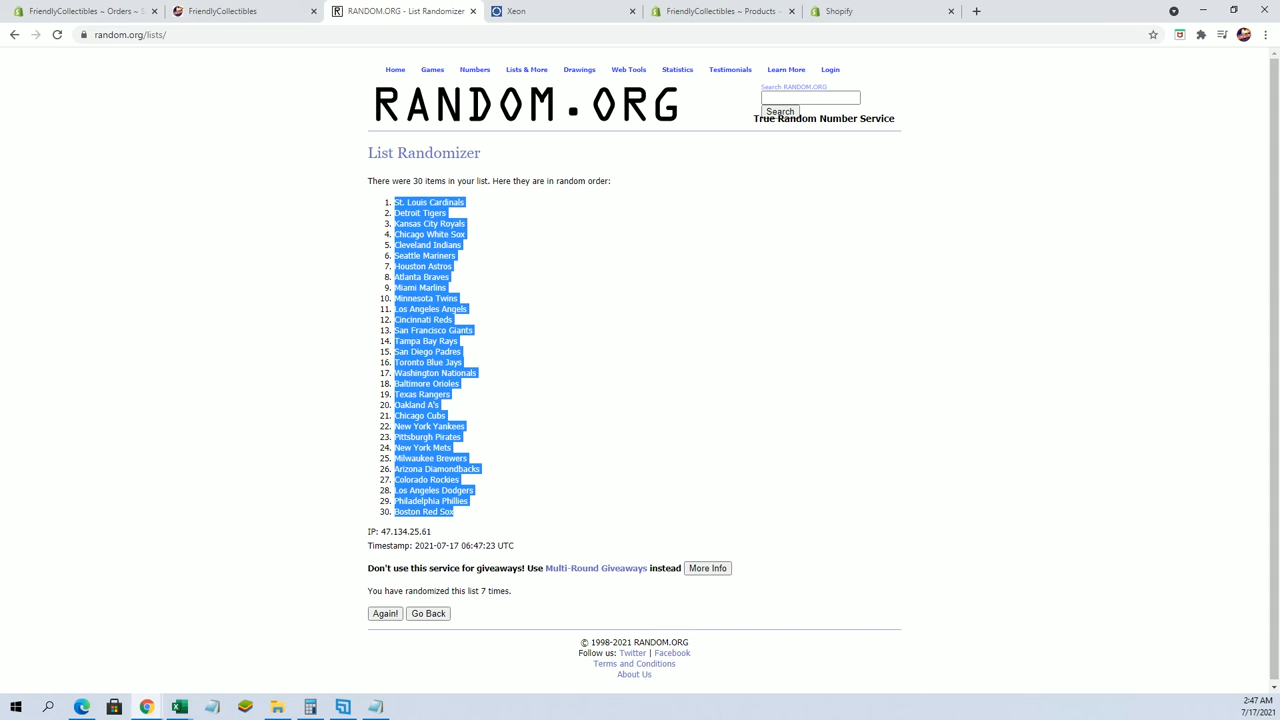 FriendlyCollectibles ~ Orders ~ S
FriendlyCollectibles
RANDOM.ORG - List Randomizer
Xeon
FriendlyCollectibles ~ Products ~
Shopify
random.org/lists/
Home Games Numbers Lists & More Drawings Web Tools Statistics Testimonials Learn More Login
RANDOM.ORG
Search RANDOM.ORG
Search
True Random Number Service
List Randomizer
There were 30 items in your list. Here they are in random order:
1. St. Louis Cardinals
2. Detroit Tigers
3. Kansas City Royals
4. Chicago White Sox
5. Cleveland Indians
6. Seattle Mariners
7. Houston Astros
8. Atlanta Braves
9. Miami Marlins
10. Minnesota Twins
11. Los Angeles Angels
12. Cincinnati Reds
13. San Francisco Giants
14. Tampa Bay Rays
15. San Diego Padres
16. Toronto Blue Jays
17. Washington Nationals
18. Baltimore Orioles
19. Texas Rangers
20. Oakland A's
21. Chicago Cubs
22. New York Yankees
23. Pittsburgh Pirates
24. New York Mets
25. Milwaukee Brewers
26. Arizona Diamondbacks
27. Colorado Rockies
28. Los Angeles Dodgers
29. Philadelphia Phillies
30. Boston Red Sox
IP: 47.134.25.61
Timestamp: 2021-07-17 06:47:23 UTC
Don't use this service for giveaways! Use Multi-Round Giveaways instead More Info
You have randomized this list 7 times.
Again! Go Back
© 1998-2021 RANDOM.ORG
Follow us: Twitter | Facebook
Terms and Conditions
About Us
2:47 AM
7/17/2021